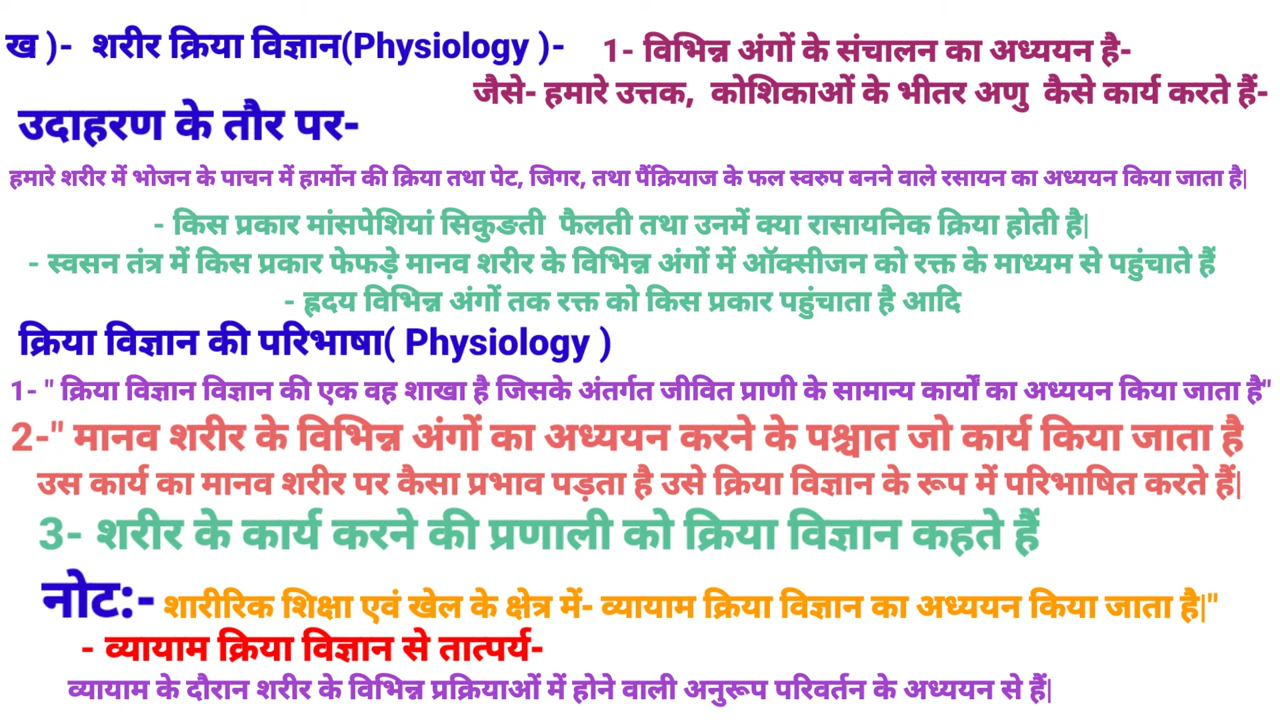 ख )- शरीर क्रिया विज्ञान(Physiology )- 1- विभिन्न अंगों के संचालन का अध्ययन है-
जैसे- हमारे उत्तक, कोशिकाओं के भीतर अणु कैसे कार्य करते हैं-
उदाहरण के तौर पर-
हमारे शरीर में भोजन के पाचन में हार्मोन की क्रिया तथा पेट, जिगर, तथा पैंक्रियाज के फल स्वरुप बनने वाले रसायन का अध्ययन किया जाता है|
- किस प्रकार मांसपेशियां सिकुङती फैलती तथा उनमें क्या रासायनिक क्रिया होती है|
- स्वसन तंत्र में किस प्रकार फेफड़े मानव शरीर के विभिन्न अंगों में ऑक्सीजन को रक्त के माध्यम से पहुंचाते हैं
- ह्रदय विभिन्न अंगों तक रक्त को किस प्रकार पहुंचाता है आदि
क्रिया विज्ञान की परिभाषा( Physiology )
1- " क्रिया विज्ञान विज्ञान की एक वह शाखा है जिसके अंतर्गत जीवित प्राणी के सामान्य कार्यों का अध्ययन किया जाता है"
2-" मानव शरीर के विभिन्न अंगों का अध्ययन करने के पश्चात जो कार्य किया जाता है
उस कार्य का मानव शरीर पर कैसा प्रभाव पड़ता है उसे क्रिया विज्ञान के रूप में परिभाषित करते हैं|
3- शरीर के कार्य करने की प्रणाली को क्रिया विज्ञान कहते हैं
नोट:- शारीरिक शिक्षा एवं खेल के क्षेत्र में- व्यायाम क्रिया विज्ञान का अध्ययन किया जाता है|"
- व्यायाम क्रिया विज्ञान से तात्पर्य-
व्यायाम के दौरान शरीर के विभिन्न प्रक्रियाओं में होने वाली अनुरूप परिवर्तन के अध्ययन से हैं|